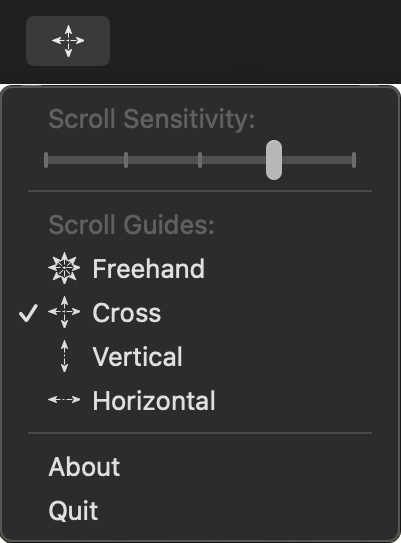 Scroll Sensitivity:
Scroll Guides:
Freehand
Cross
Vertical
Horizontal
About
Quit